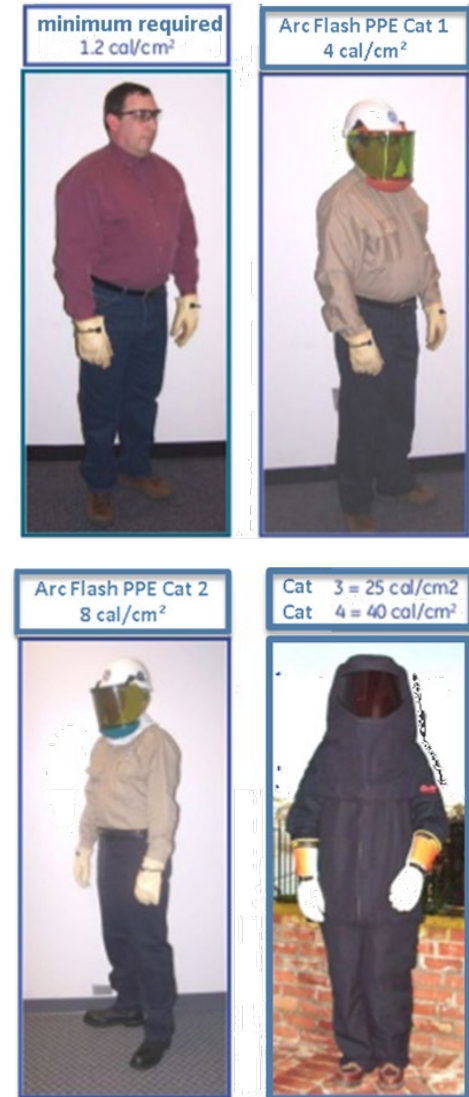 minimum required
1.2 cal/cm²
Arc Flash PPE Cat 1
4 cal/cm²
Arc Flash PPE Cat 2
8 cal/cm²
Cat 3 = 25 cal/cm2
Cat 4 = 40 cal/cm²